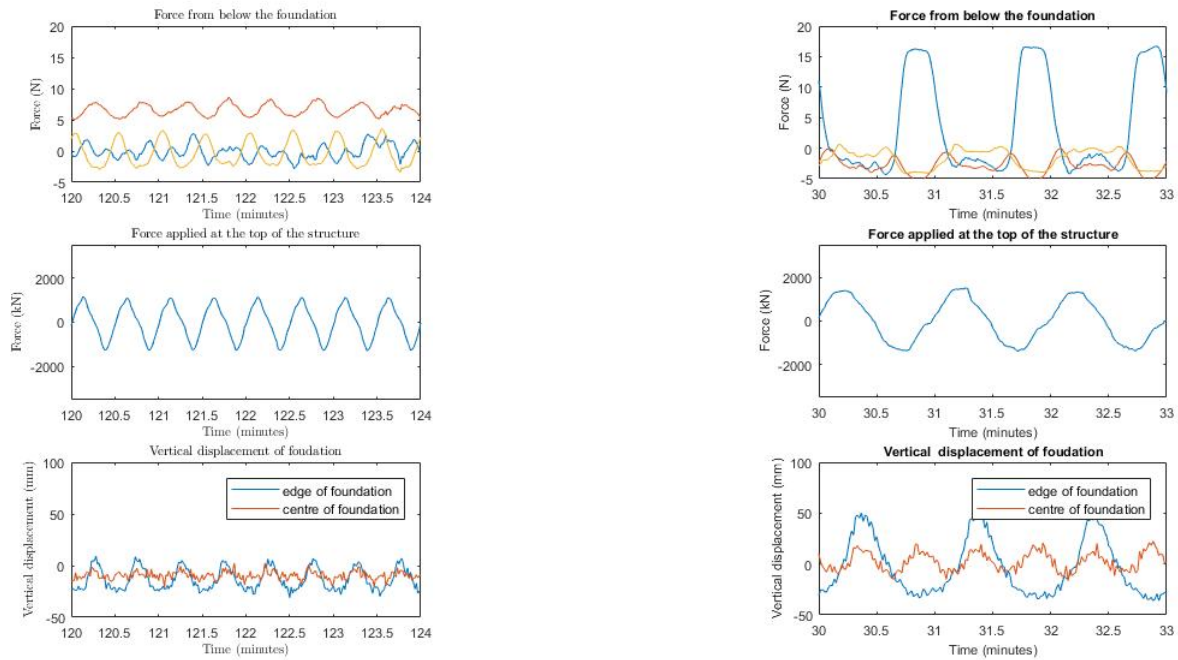 Force from below the foundation
20
15
10
5
0
-5
Force (N)
120 120.5 121 121.5 122 122.5 123 123.5 124
Time (minutes)
Force applied at the top of the structure
2000
0
-2000
Force (kN)
120 120.5 121 121.5 122 122.5 123 123.5 124
Time (minutes)
Vertical displacement of foudation
100
50
0
-50
Vertical displacement (mm)
edge of foundation
centre of foundation
120 120.5 121 121.5 122 122.5 123 123.5 124
Time (minutes)
Force from below the foundation
20
15
10
5
0
-5
Force (N)
30 30.5 31 31.5 32 32.5 33
Time (minutes)
Force applied at the top of the structure
2000
0
-2000
Force (kN)
30 30.5 31 31.5 32 32.5 33
Time (minutes)
Vertical displacement of foudation
100
50
0
-50
Vertical displacement (mm)
edge of foundation
centre of foundation
30 30.5 31 31.5 32 32.5 33
Time (minutes)